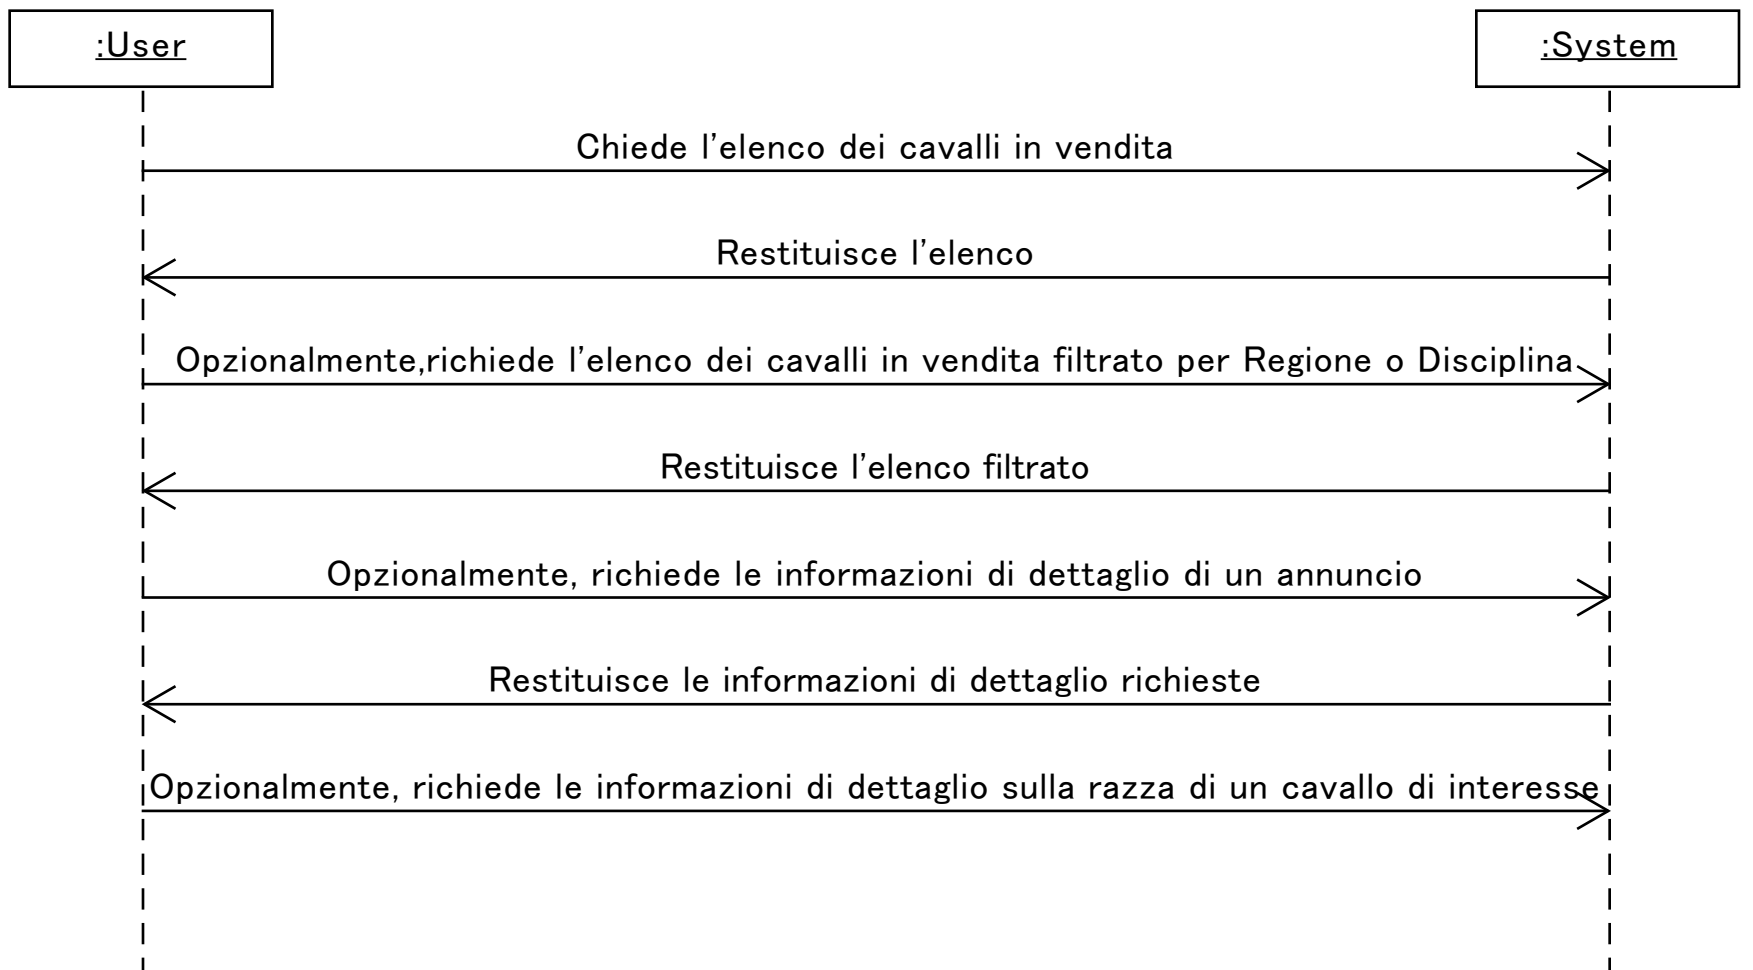 :User
:System
Chiede l'elenco dei cavalli in vendita
Restituisce l'elenco
Opzionalmente,richiede l'elenco dei cavalli in vendita filtrato per Regione o Disciplina
Restituisce l'elenco filtrato
Opzionalmente, richiede le informazioni di dettaglio di un annuncio
Restituisce le informazioni di dettaglio richieste
Opzionalmente, richiede le informazioni di dettaglio sulla razza di un cavallo di interesse